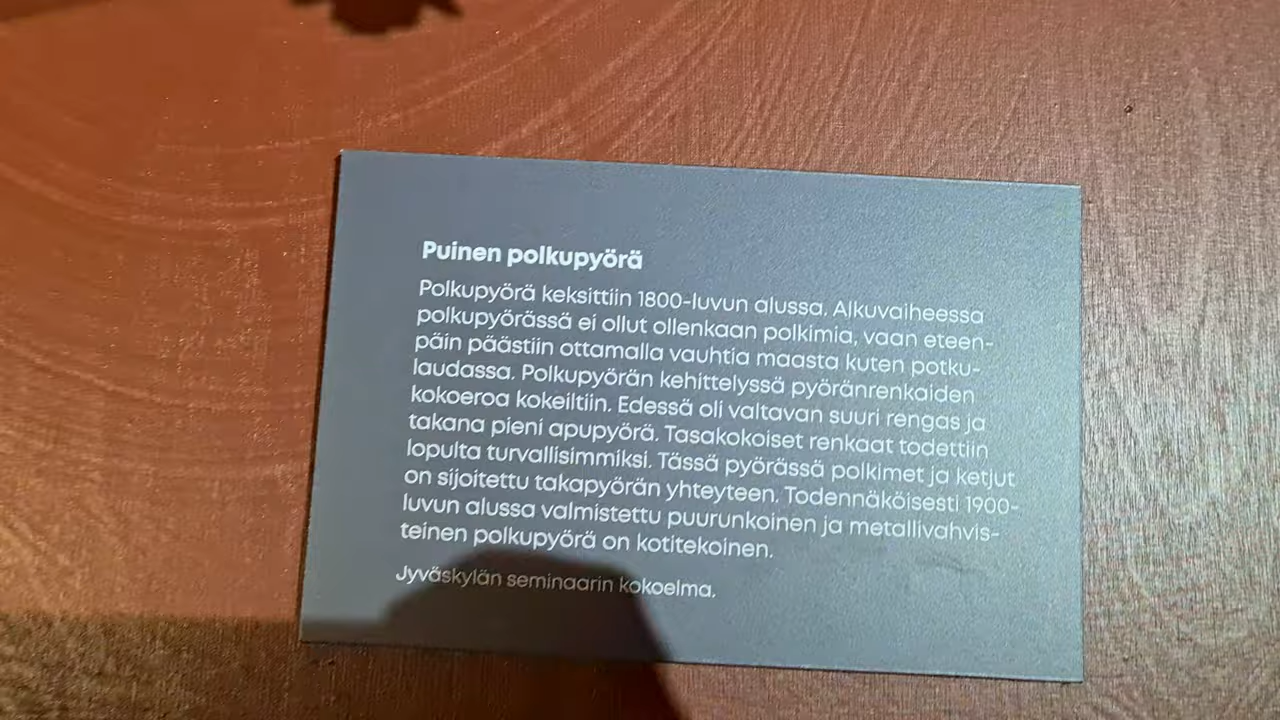 Puinen polkupyörä
Polkupyörä keksittiin 1800-luvun alussa. Alkuvaiheessa
polkupyörässä ei ollut ollenkaan polkimia, vaan eteen-
päin päästiin ottamalla vauhtia maasta kuten potku-
laudassa. Polkupyörän kehittelyssä pyöränrenkaiden
kokoeroa kokeiltiin. Edessä oli valtavan suuri rengas ja
takana pieni apupyörä. Tasakokoiset renkaat todettiin
lopulta turvallisimmiksi. Tässä pyörässä polkimet ja ketjut
on sijoitettu takapyörän yhteyteen. Todennäköisesti 1900-
luvun alussa valmistettu puurunkoinen ja metallivahvis-
teinen polkupyörä on kotitekoinen.
Jyväskylän seminaarin kokoelma.